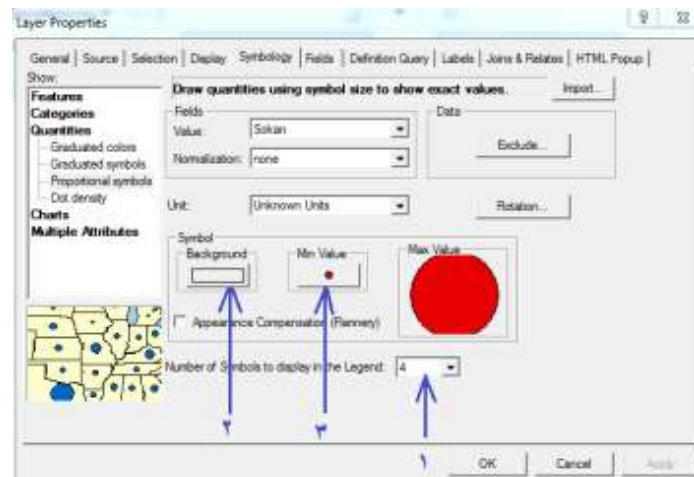 Layer Properties
General Source Selection Display Symbology Fields Definition Query Labels Joins & Relates HTML Popup
Show:
Features
Categories
Quantities
Graduated colors
Graduated symbols
Proportional symbols
Dot density
Charts
Multiple Attributes
Draw quantities using symbol size to show exact values.
Import...
Fields
Value:
Sokan
Normalization:
none
Data
Exclude...
Unit:
Unknown Units
Rotation...
Symbol
Background
Min Value
Max Value
Appearance Compensation (Flannery)
Number of Symbols to display in the Legend:
4
٢
٣
١
OK
Cancel
Apply